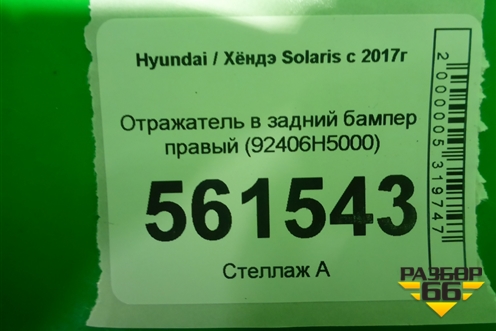 Hyundai / Хёндэ Solaris с 2017г
Отражатель в задний бампер
правый (92406H5000)
561543
Стеллаж А
2000005319747
РАЗБОР
66